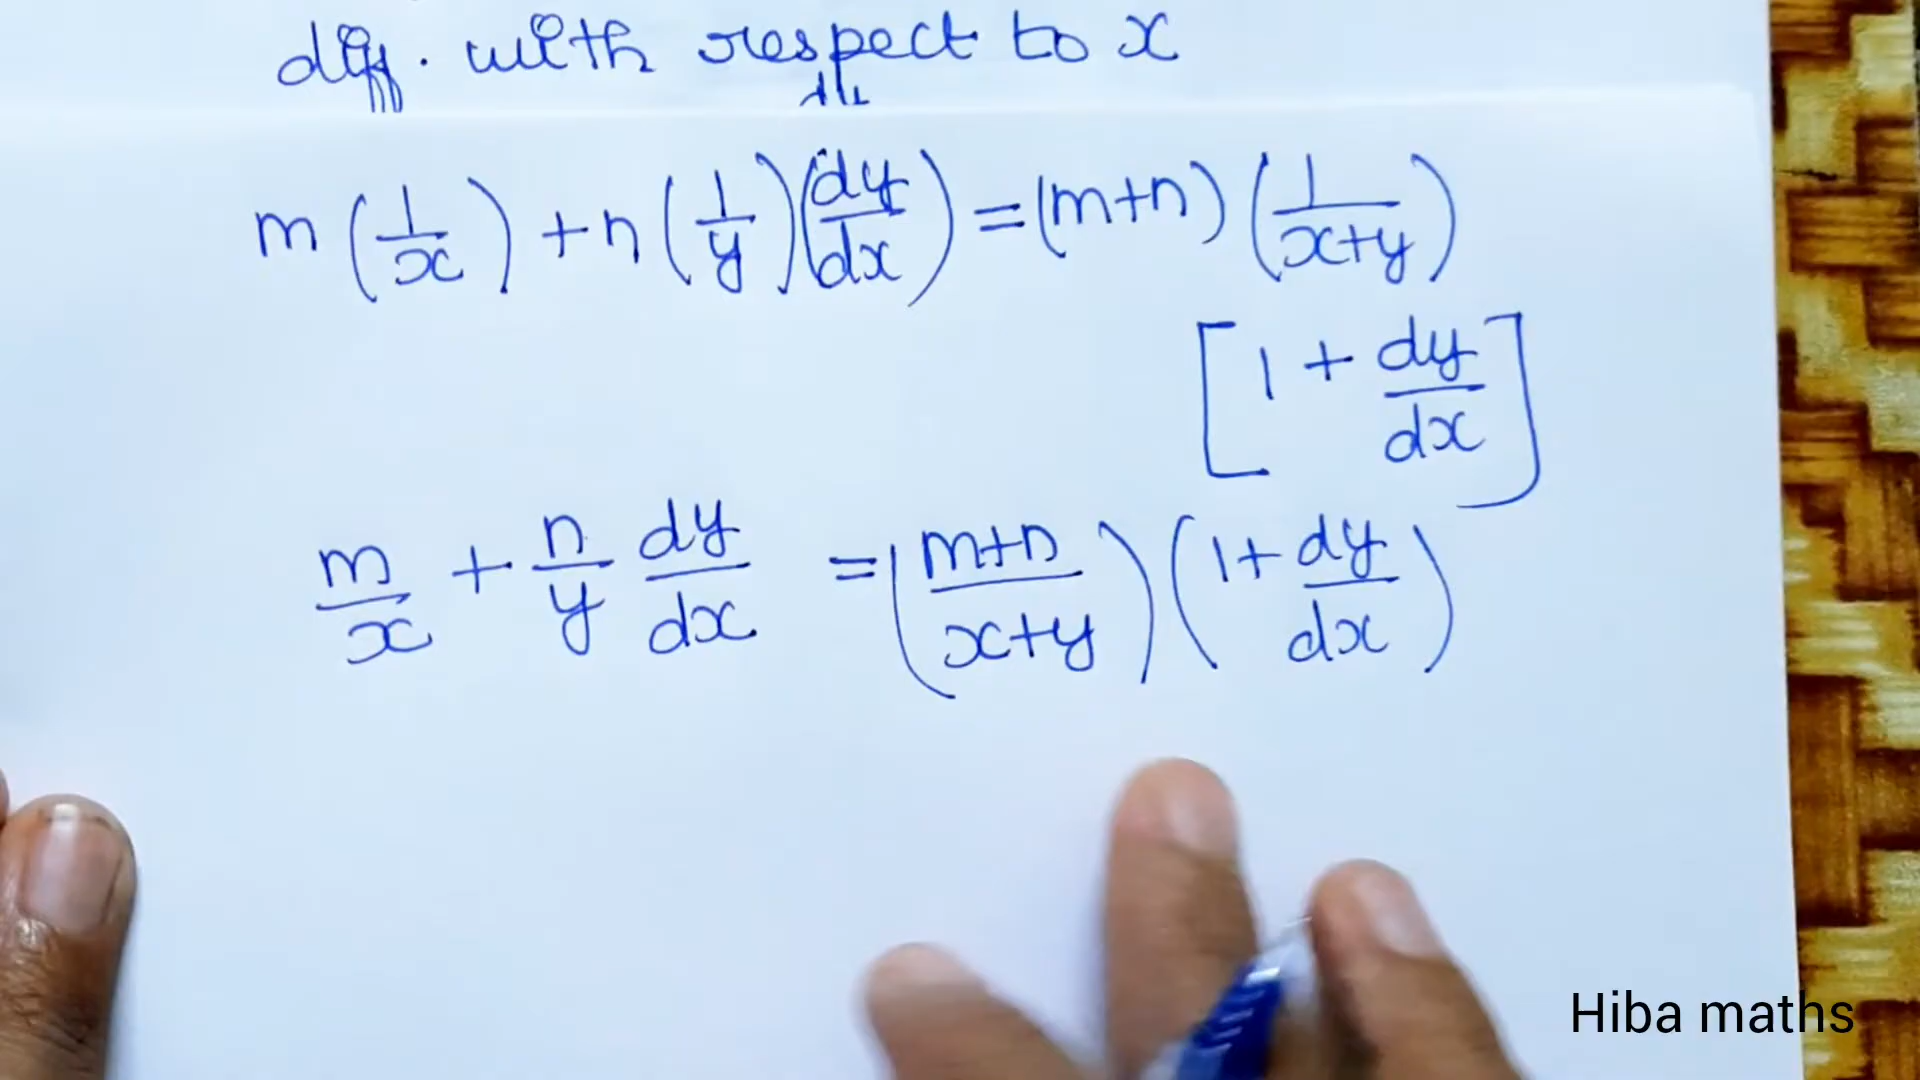 diff. with respect to x
m(1/x) + n(1/y)(dy/dx) = (m+n)(1/x+y)
[1 + dy/dx]
m/x + n/y dy/dx = (m+n/x+y)(1 + dy/dx)
Hiba maths